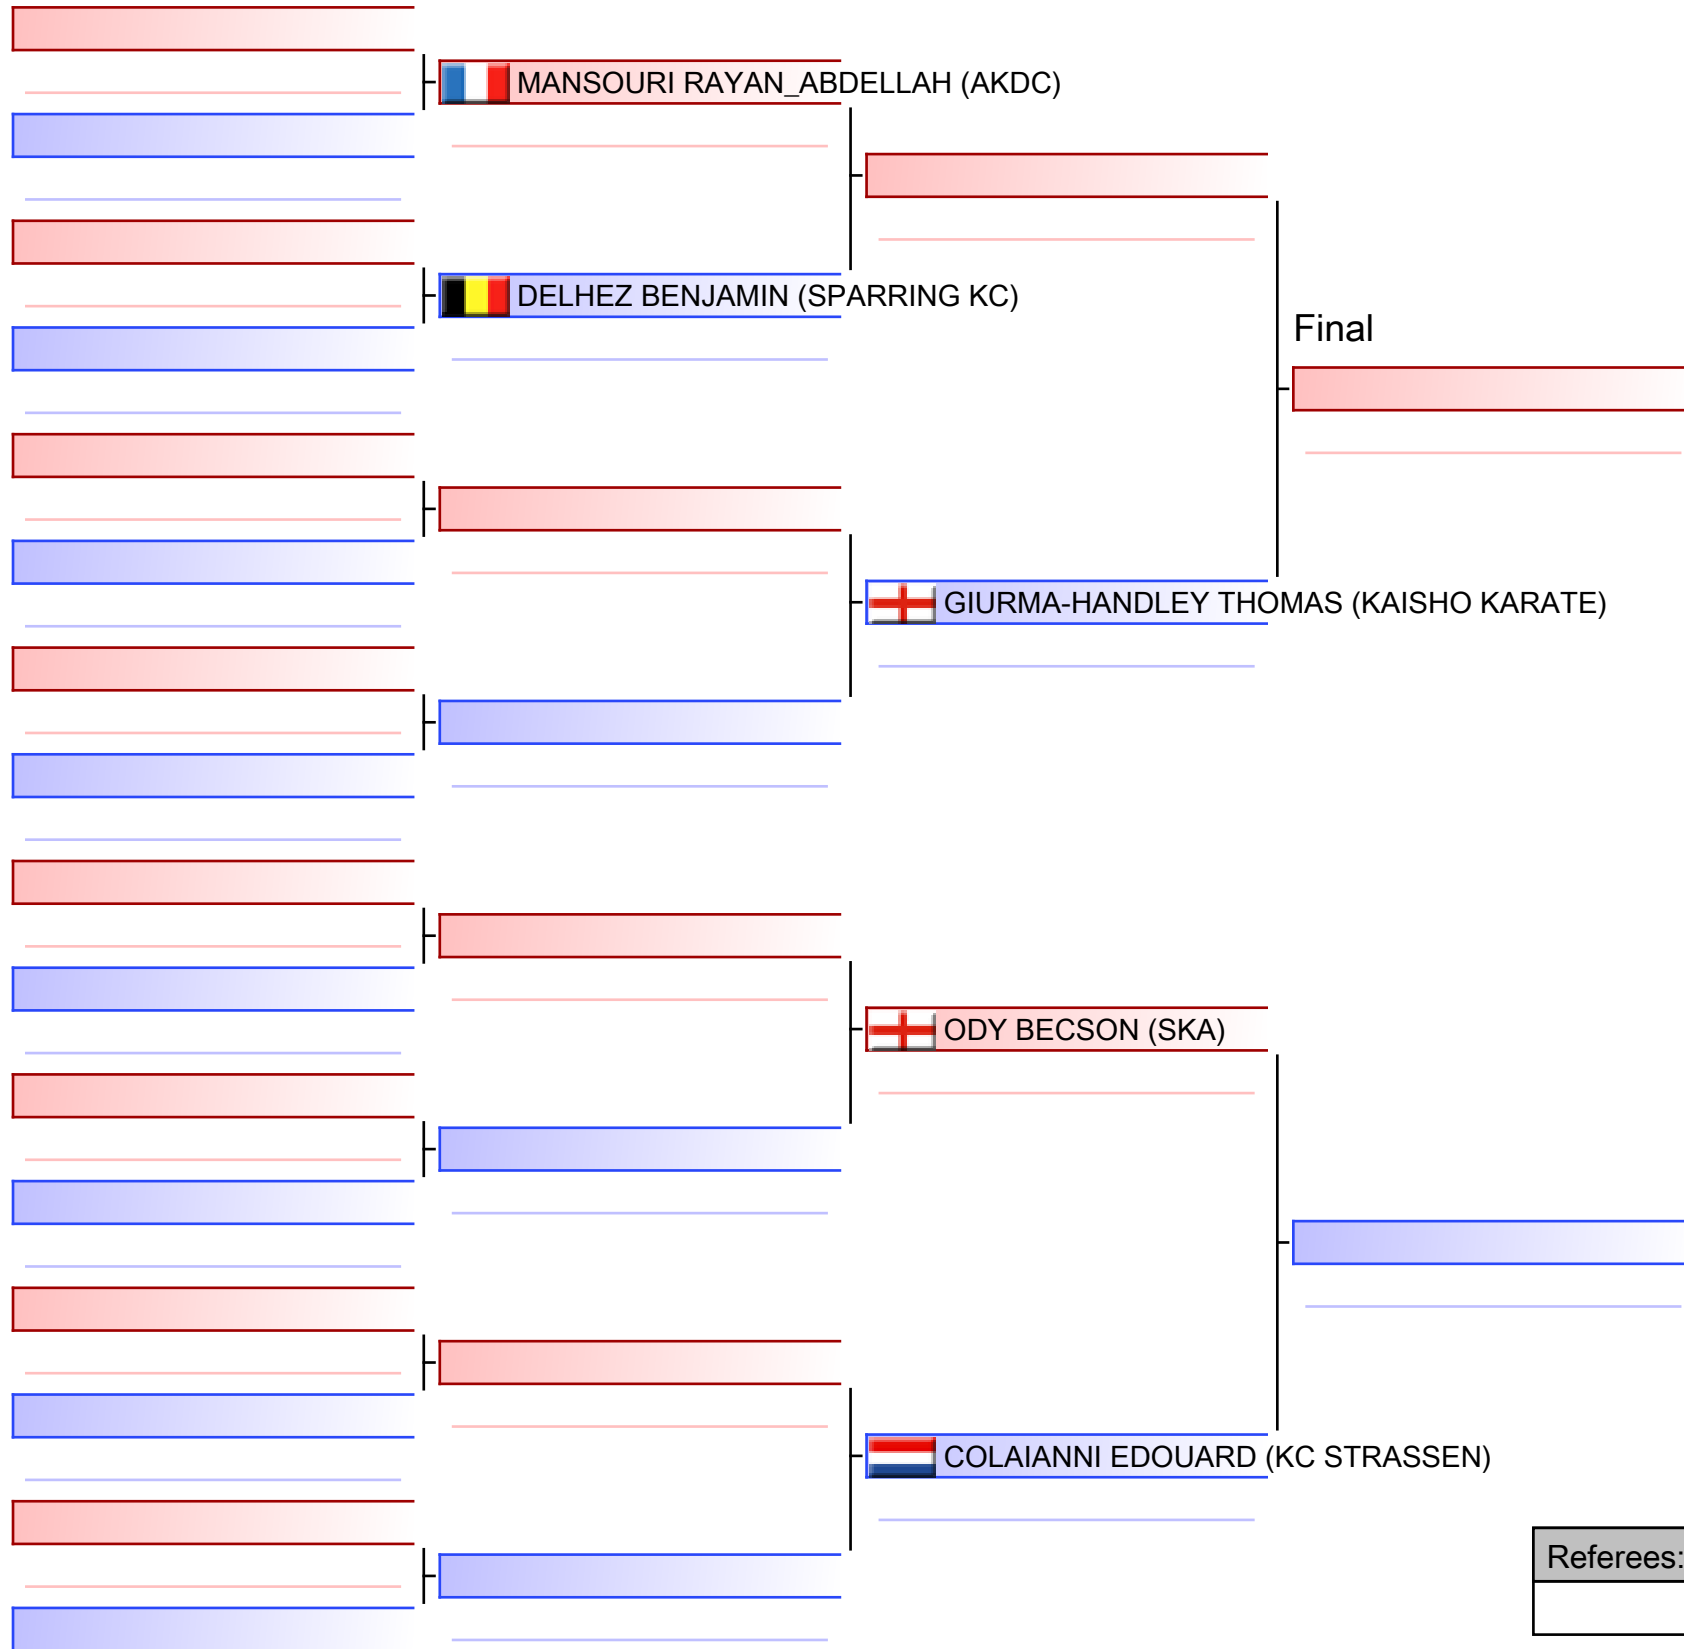 MANSOURI RAYAN_ABDELLAH (AKDC)
DELHEZ BENJAMIN (SPARRING KC)
Final
GIURMA-HANDLEY THOMAS (KAISHO KARATE)
ODY BECSON (SKA)
COLAIANNI EDOUARD (KC STRASSEN)
Referees: